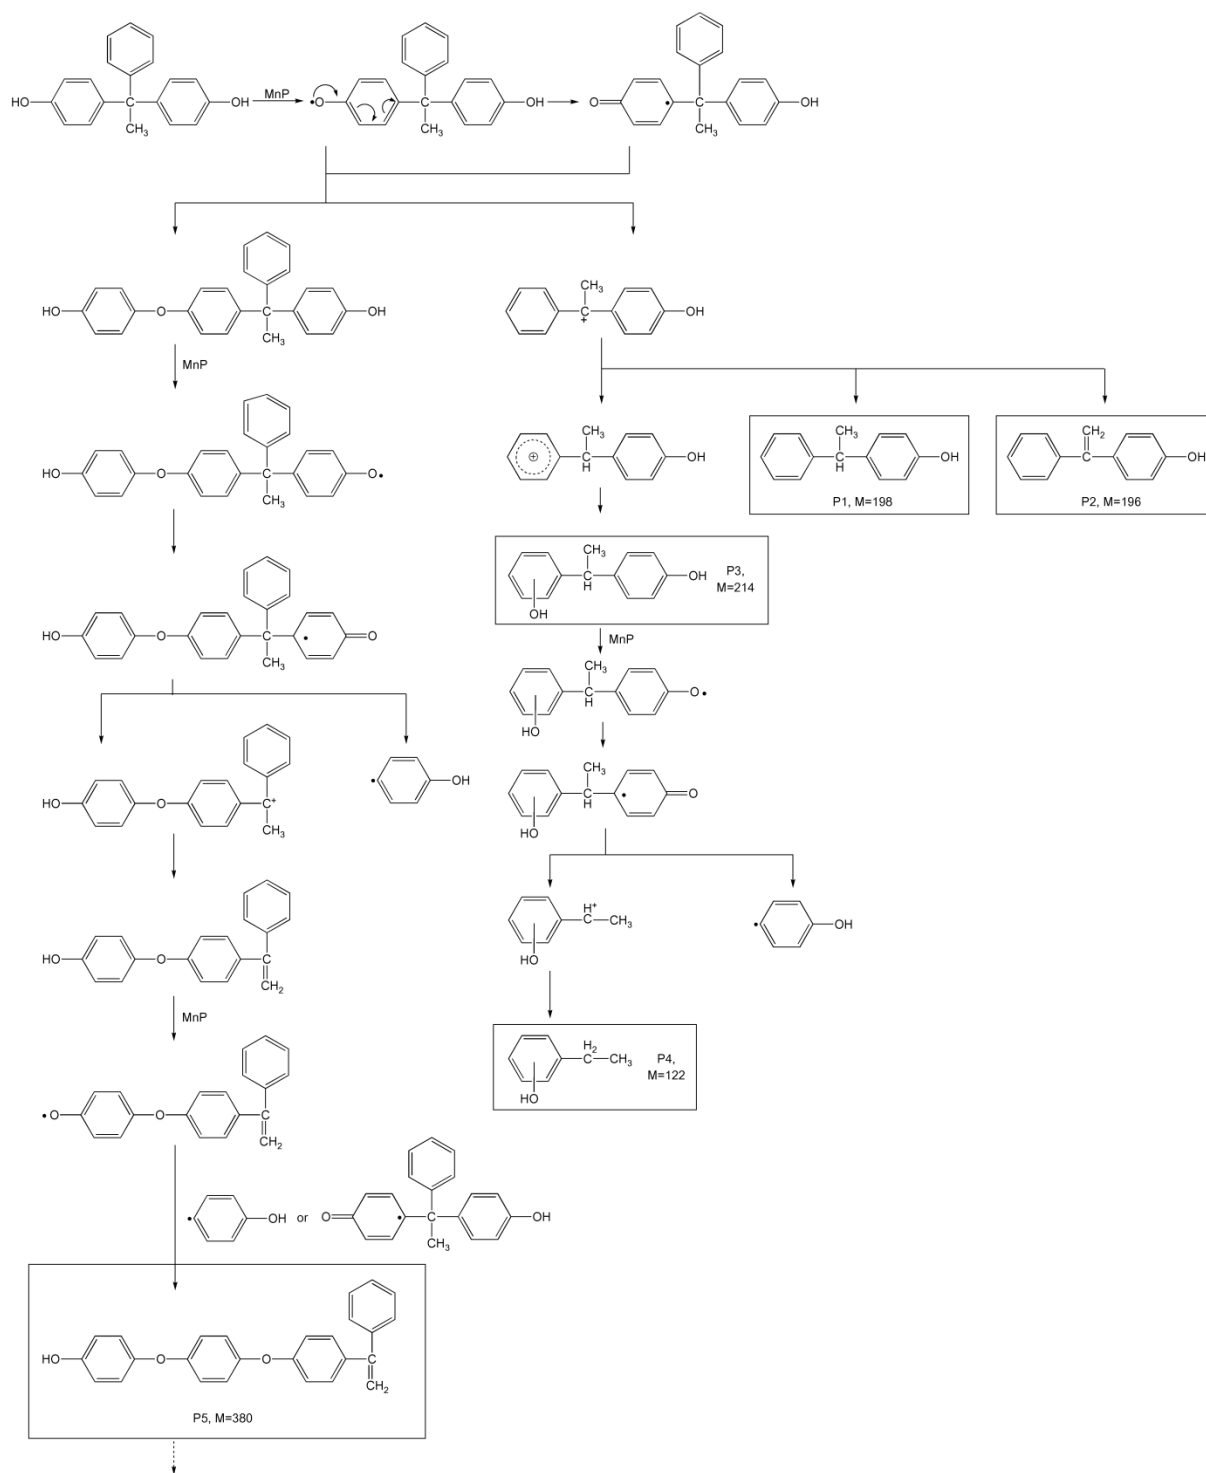 HO
C
CH3
OH
MnP
•O
C
CH3
OH
O
C
CH3
OH
HO
O
C
CH3
OH
CH3
C
+
OH
MnP
HO
O
C
CH3
O•
CH3
C
H
OH
CH3
C
H
OH
P1, M=198
CH2
C
OH
P2, M=196
HO
O
C
CH3
O
CH3
C
H
OH
OH
P3,
M=214
MnP
CH3
C
H
O•
HO
HO
O
C+
CH3
OH
CH3
C
H
O
HO
HO
O
C
CH2
H+
C
CH3
HO
OH
MnP
•O
O
C
CH2
H2
C
CH3
HO
P4,
M=122
OH
or
O
C
CH3
OH
HO
O
O
C
CH2
P5, M=380